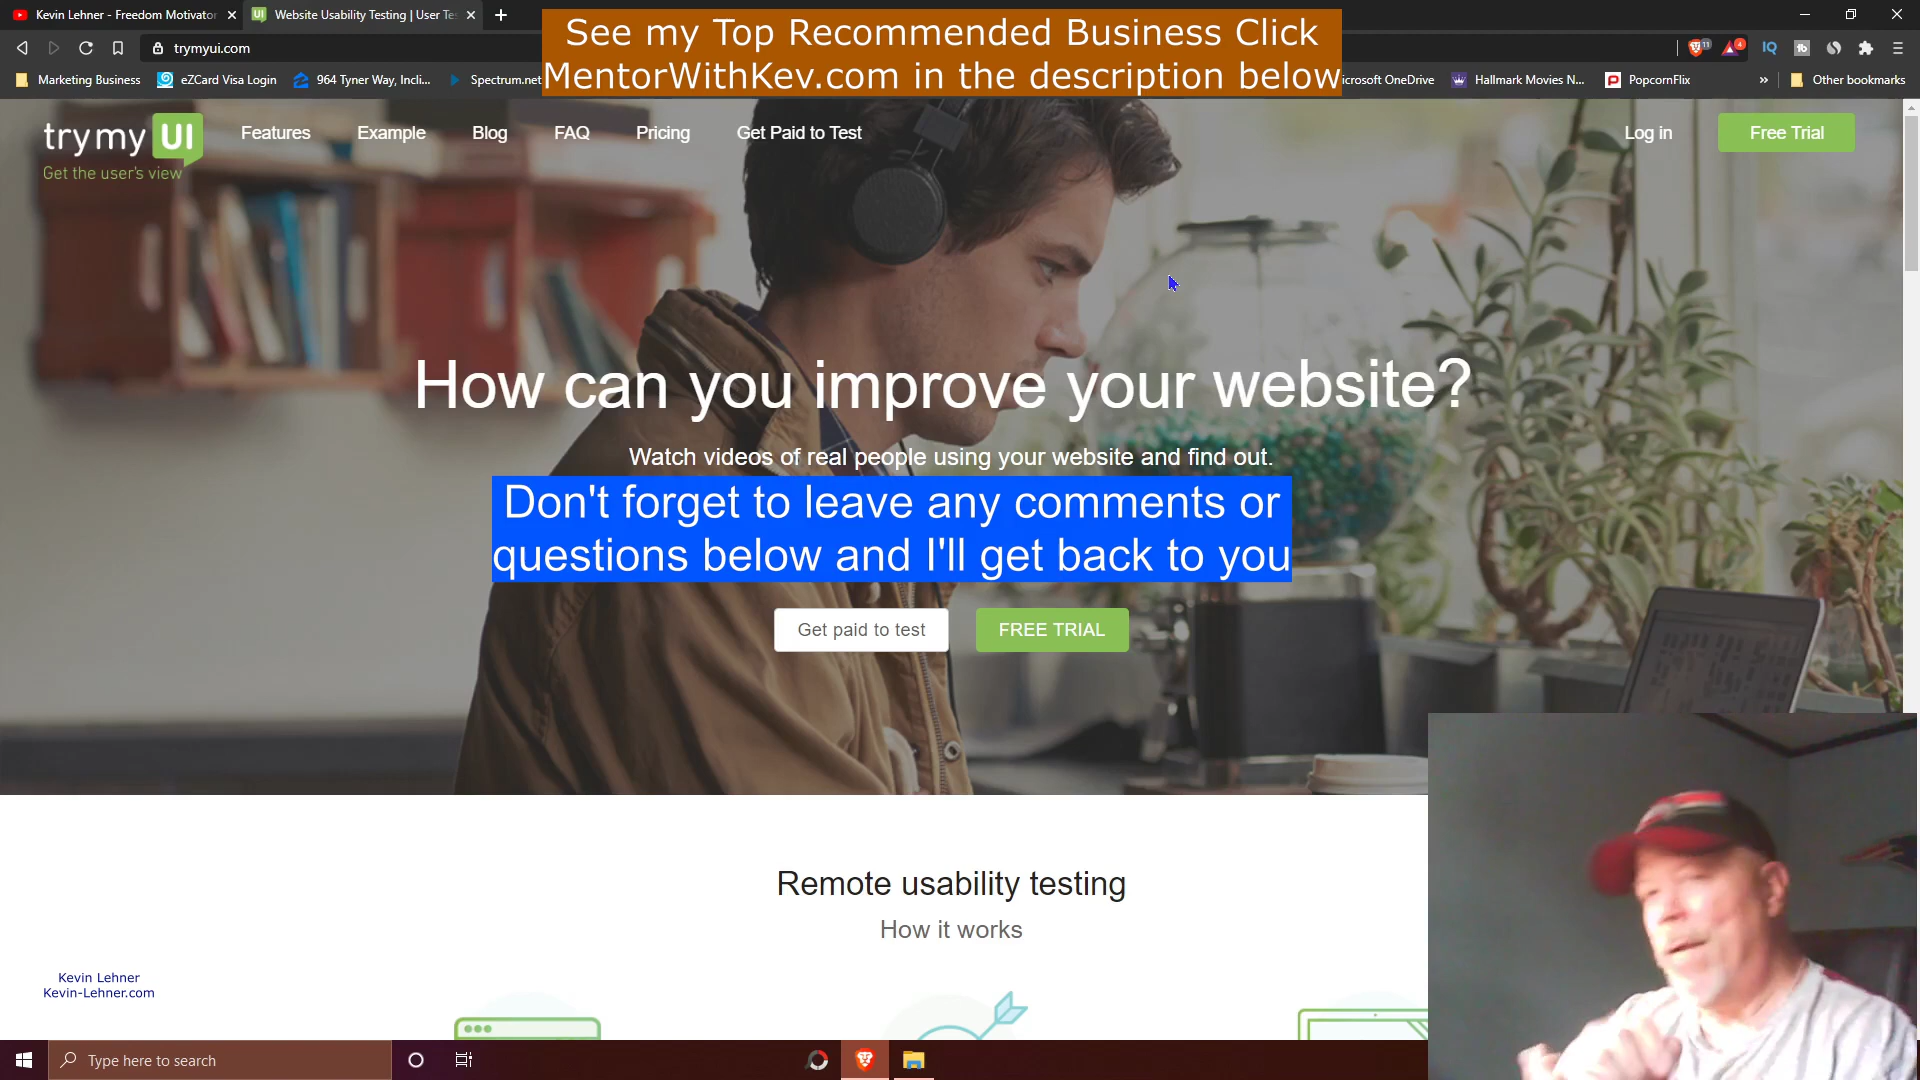 Kevin Lehner - Freedom Motivator
Website Usability Testing | User Te
See my Top Recommended Business Click
MentorWithKev.com in the description below
trymyui.com
11
4
IQ
Marketing Business
eZCard Visa Login
964 Tyner Way, Incli...
Spectrum.net
crosoft OneDrive
Hallmark Movies N...
PopcornFlix
»
Other bookmarks
trymy UI
Get the user's view
Features
Example
Blog
FAQ
Pricing
Get Paid to Test
Log in
Free Trial
How can you improve your website?
Watch videos of real people using your website and find out.
Don't forget to leave any comments or
questions below and I'll get back to you
Get paid to test
FREE TRIAL
Remote usability testing
How it works
Kevin Lehner
Kevin-Lehner.com
Type here to search